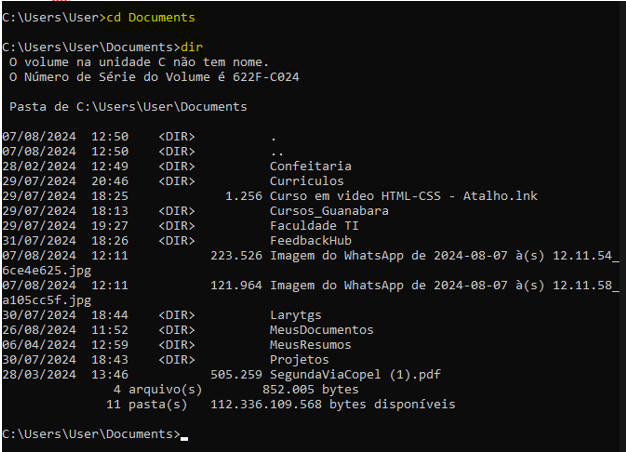 C:\Users\User>cd Documents
C:\Users\User\Documents>dir
 O volume na unidade C não tem nome.
 O Número de Série do Volume é 622F-C024
 Pasta de C:\Users\User\Documents
07/08/2024  12:50    <DIR>          .
07/08/2024  12:50    <DIR>          ..
28/02/2024  12:49    <DIR>          Confeitaria
29/07/2024  20:46    <DIR>          Curriculos
29/07/2024  18:25             1.256 Curso em video HTML-CSS - Atalho.lnk
29/07/2024  18:13    <DIR>          Cursos_Guanabara
29/07/2024  19:27    <DIR>          Faculdade TI
31/07/2024  18:26    <DIR>          FeedbackHub
07/08/2024  12:11           223.526 Imagem do WhatsApp de 2024-08-07 à(s) 12.11.54_
6ce4e625.jpg
07/08/2024  12:11           121.964 Imagem do WhatsApp de 2024-08-07 à(s) 12.11.58_
a105cc5f.jpg
30/07/2024  18:44    <DIR>          Larytgs
26/08/2024  11:52    <DIR>          MeusDocumentos
06/04/2024  12:59    <DIR>          MeusResumos
30/07/2024  18:43    <DIR>          Projetos
28/03/2024  13:46           505.259 SegundaViaCopel (1).pdf
               4 arquivo(s)        852.005 bytes
              11 pasta(s)   112.336.109.568 bytes disponíveis
C:\Users\User\Documents>